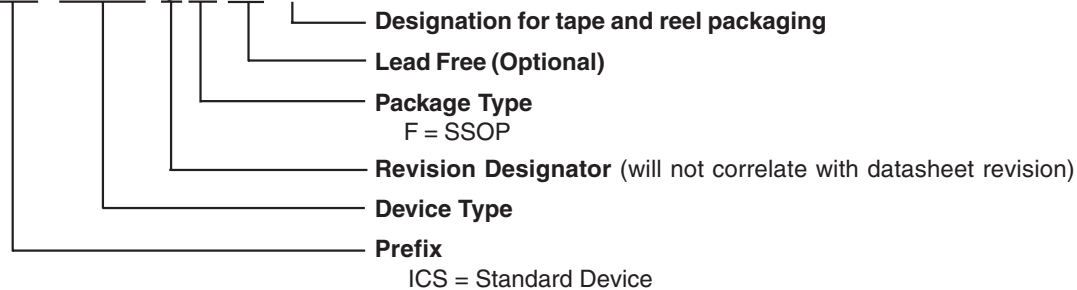 Designation for tape and reel packaging
Lead Free (Optional)
Package Type
F = SSOP
Revision Designator (will not correlate with datasheet revision)
Device Type
Prefix
ICS = Standard Device